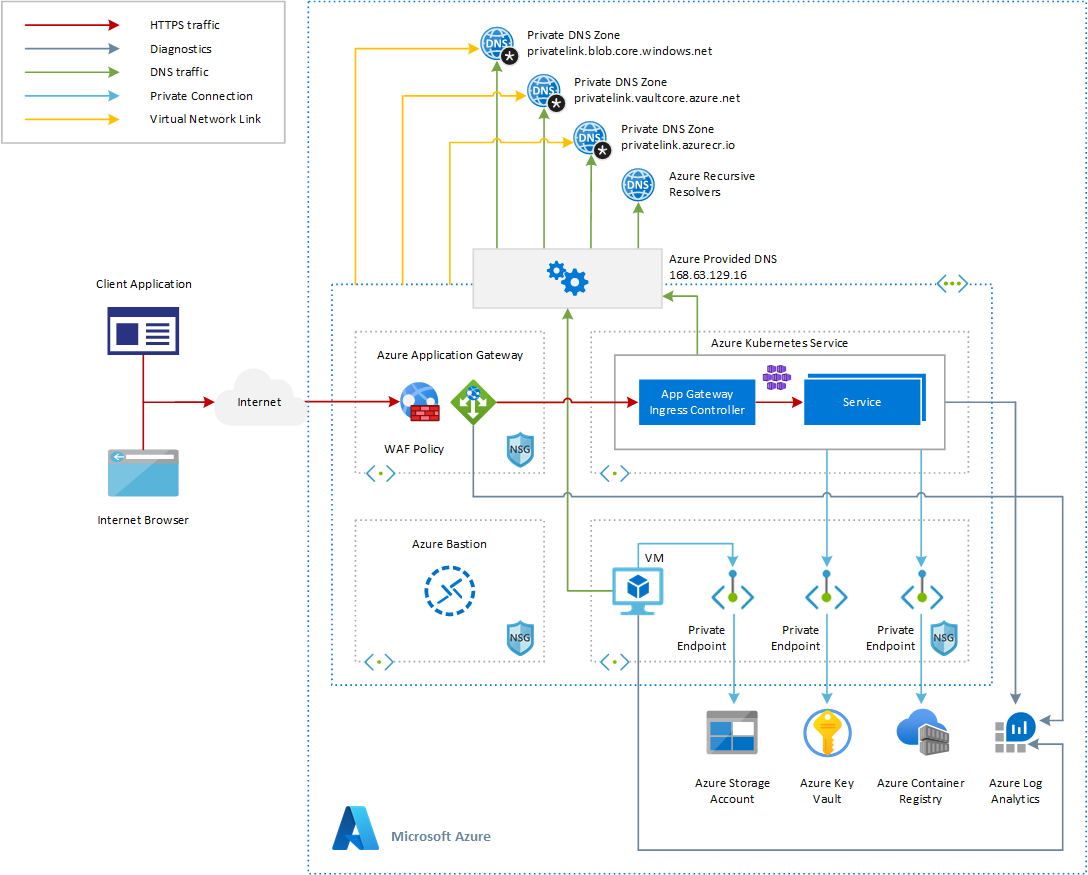 HTTPS traffic
Diagnostics
DNS traffic
Private Connection
Virtual Network Link
DNS
Private DNS Zone
privatelink.blob.core.windows.net
DNS
Private DNS Zone
privatelink.vaultcore.azure.net
DNS
Private DNS Zone
privatelink.azurecr.io
DNS
Azure Recursive
Resolvers
Azure Provided DNS
168.63.129.16
Client Application
Internet
Internet Browser
Azure Application Gateway
WAF Policy
NSG
Azure Kubernetes Service
App Gateway
Ingress Controller
Service
Azure Bastion
NSG
VM
Private
Endpoint
Private
Endpoint
Private
Endpoint
NSG
Azure Storage
Account
Azure Key
Vault
Azure Container
Registry
Azure Log
Analytics
Microsoft Azure